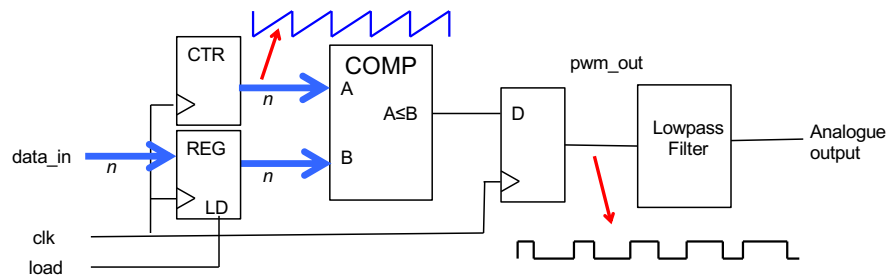 CTR
n
COMP
A
A≤B
B
data_in
n
REG
n
LD
clk
load
D
pwm_out
Lowpass
Filter
Analogue
output